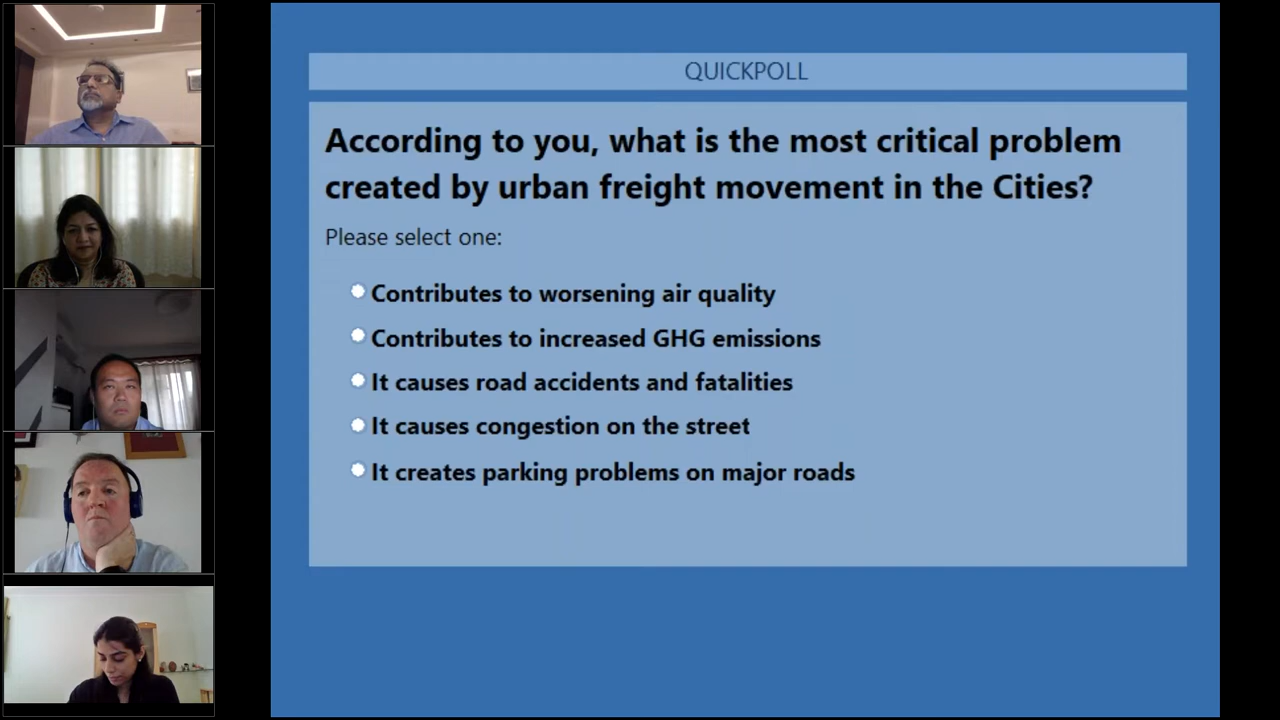 QUICKPOLL
According to you, what is the most critical problem
created by urban freight movement in the Cities?
Please select one:
Contributes to worsening air quality
Contributes to increased GHG emissions
It causes road accidents and fatalities
It causes congestion on the street
It creates parking problems on major roads